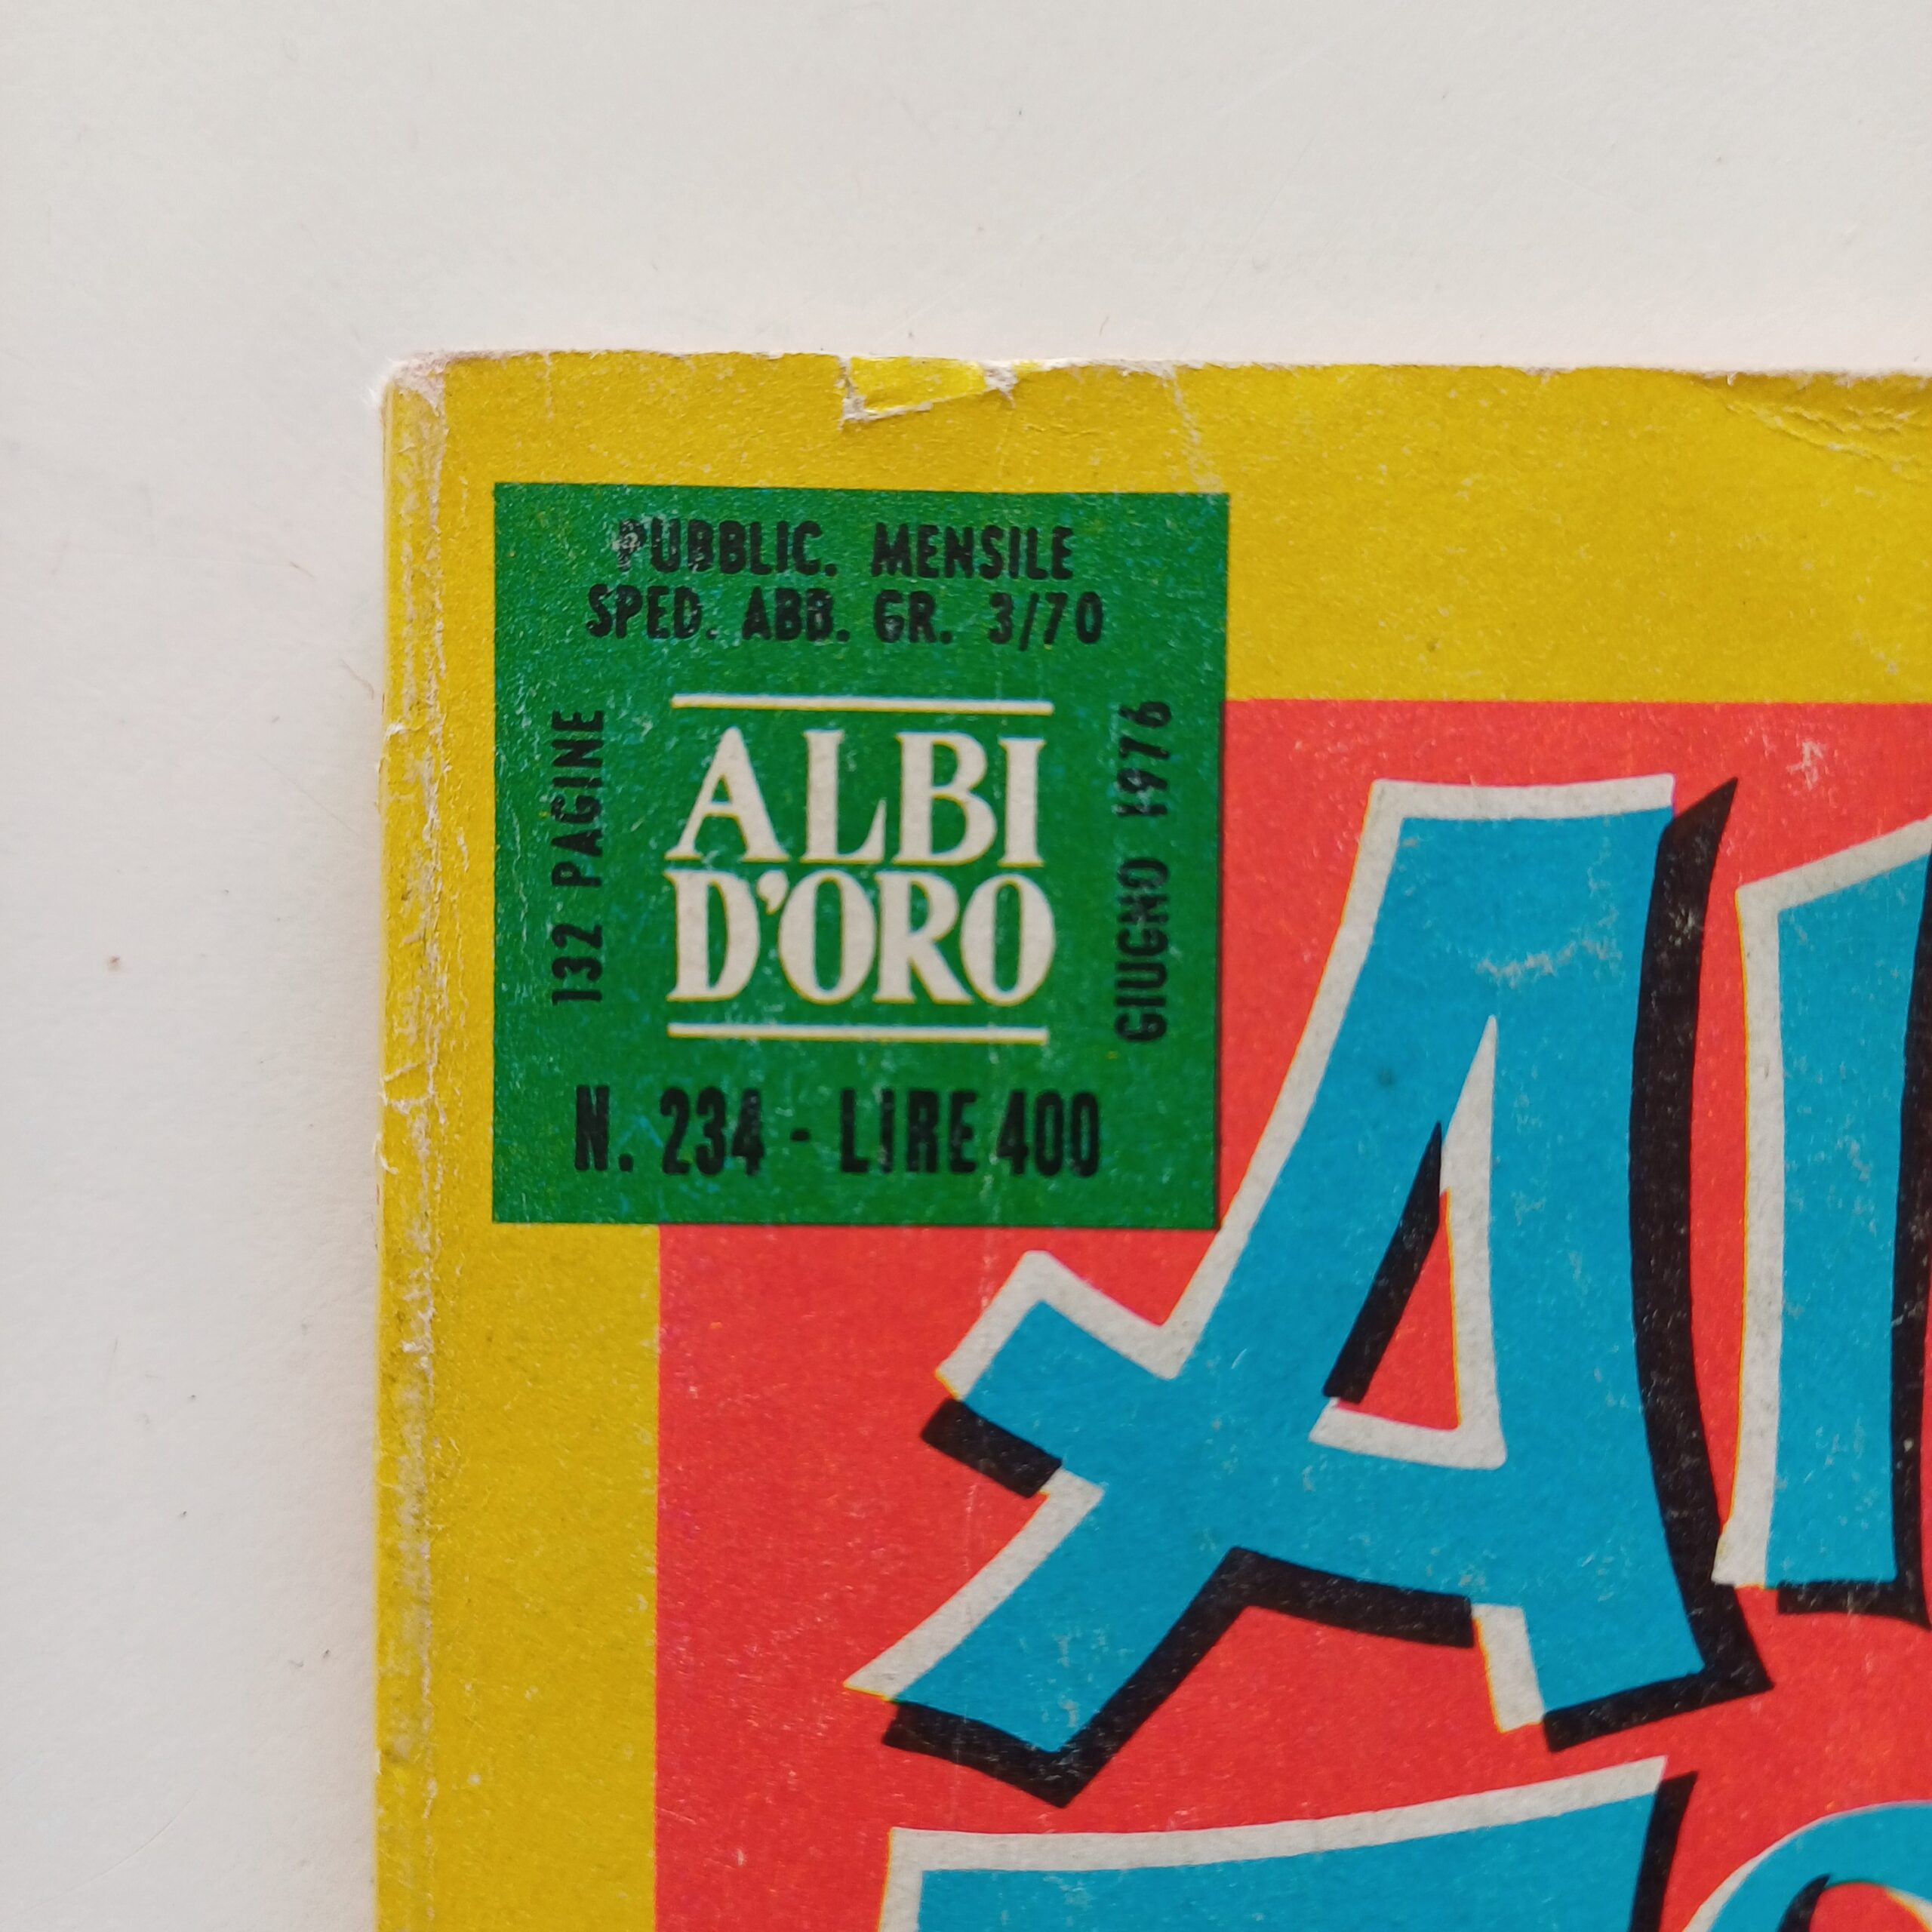 PUBBLIC. MENSILE
SPED. ABB. GR. 3/70
132 PAGINE
ALBI
D'ORO
GIUGNO 1976
N. 234 - LIRE 400